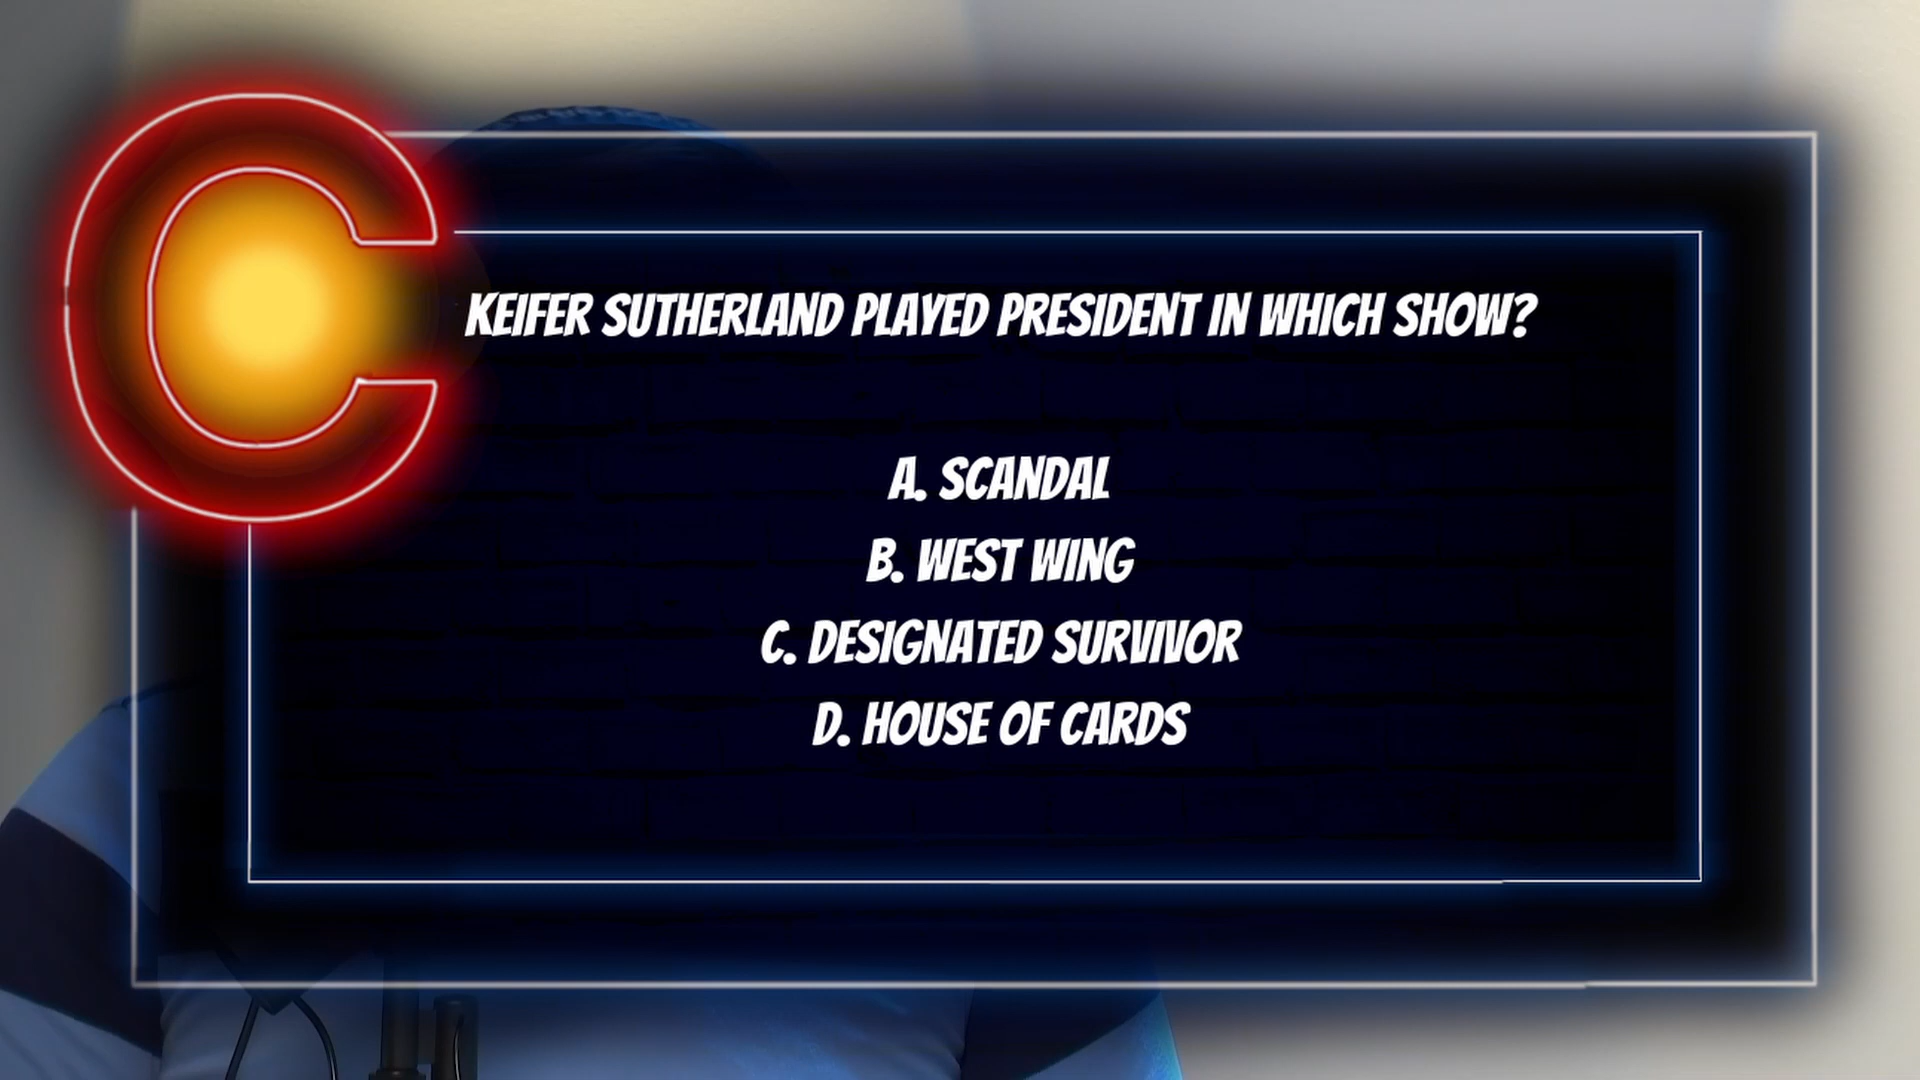 C
KEIFER SUTHERLAND PLAYED PRESIDENT IN WHICH SHOW?
A. SCANDAL
B. WEST WING
C. DESIGNATED SURVIVOR
D. HOUSE OF CARDS